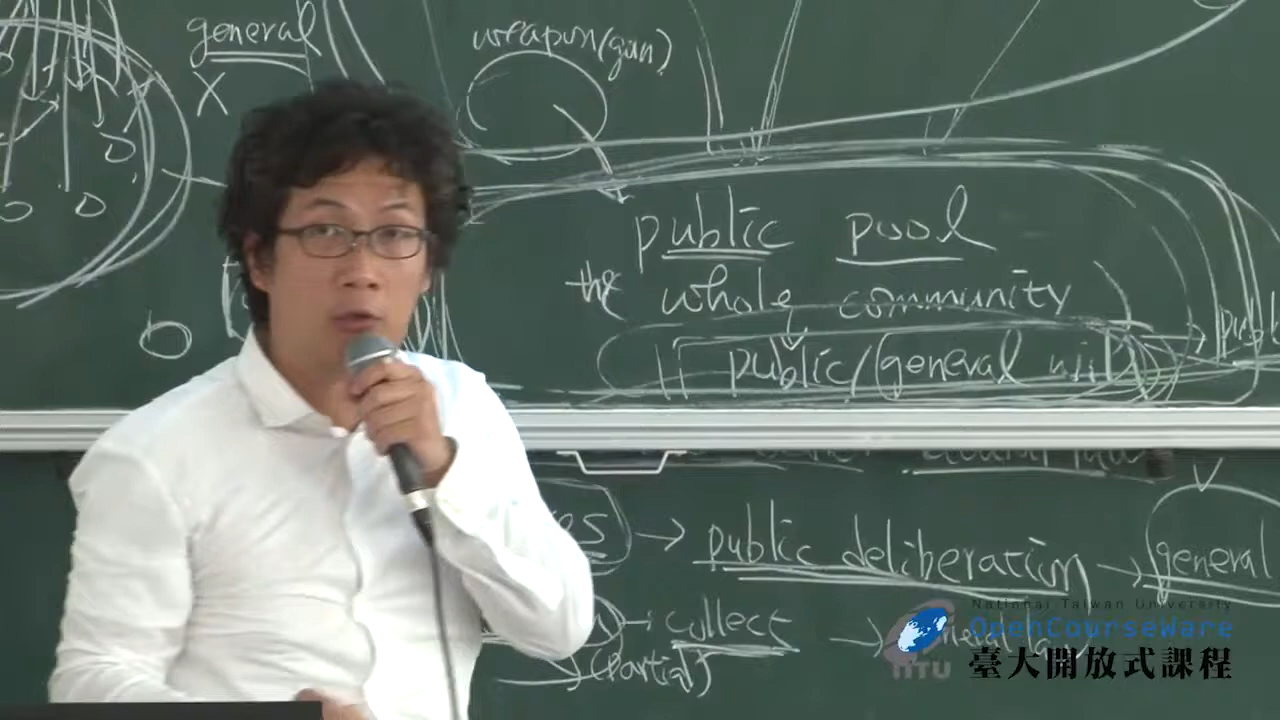 general
X
weapon(gun)
public pool
the whole community
public/general will
→ public deliberation → general
→ collect →
(Partial)
National Taiwan University
OpenCourseWare
臺大開放式課程
NTU